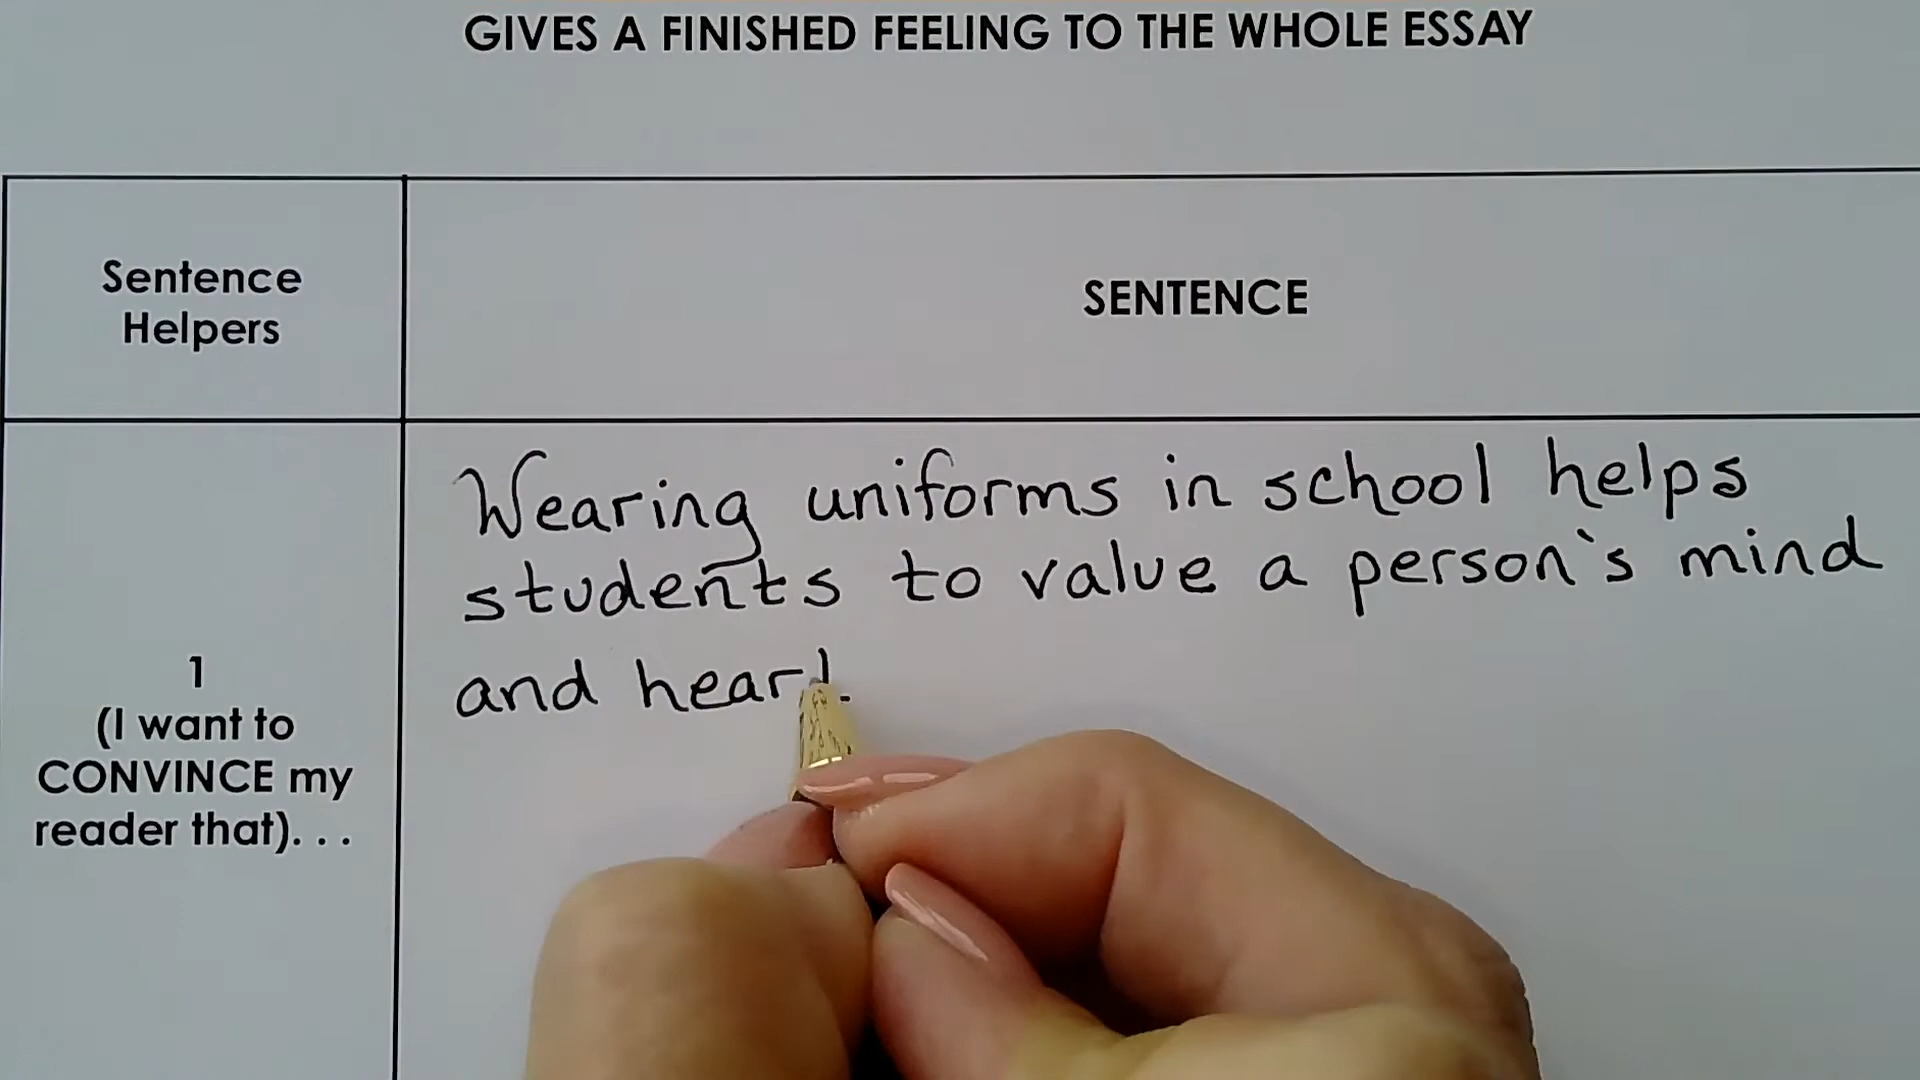 GIVES A FINISHED FEELING TO THE WHOLE ESSAY
Sentence
Helpers
SENTENCE
1
(I want to
CONVINCE my
reader that). . .
Wearing uniforms in school helps
students to value a person's mind
and heart.